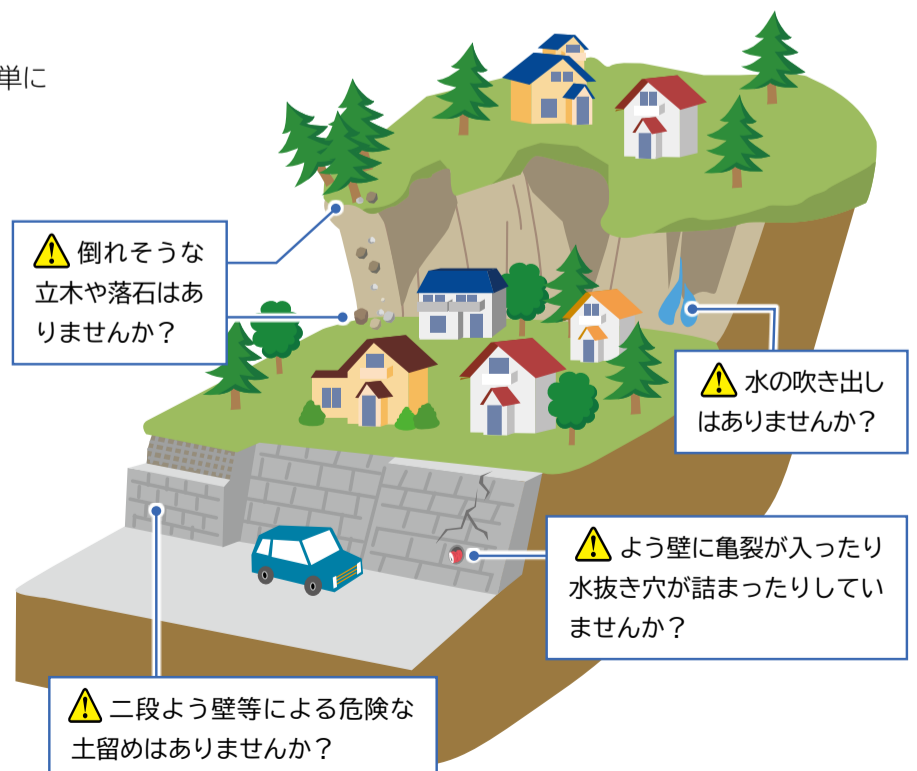 単に
倒れそうな
立木や落石はあ
りませんか？
水の吹き出し
はありませんか？
よう壁に亀裂が入ったり
水抜き穴が詰まったりしてい
ませんか？
二段よう壁等による危険な
土留めはありませんか？